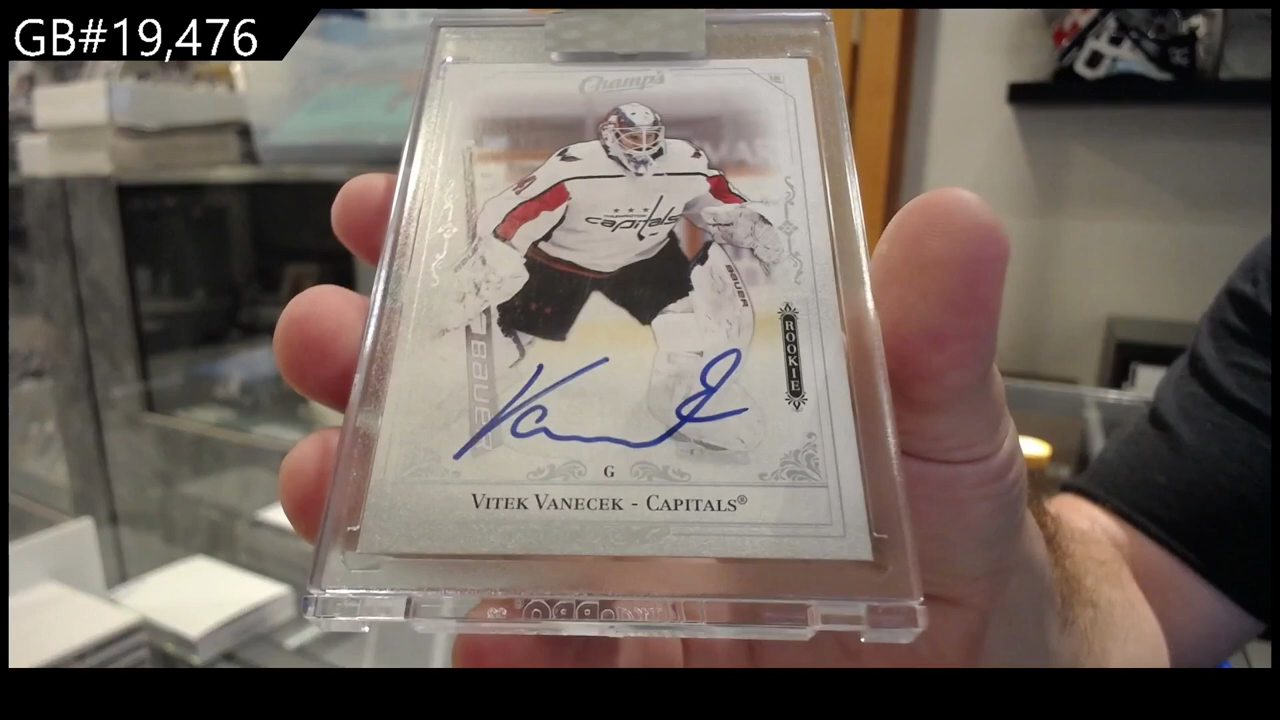 GB#19,476
Champ's
capitals
BAUER
BAUER
ROOKIE
G
VITEK VANECEK - CAPITALS®